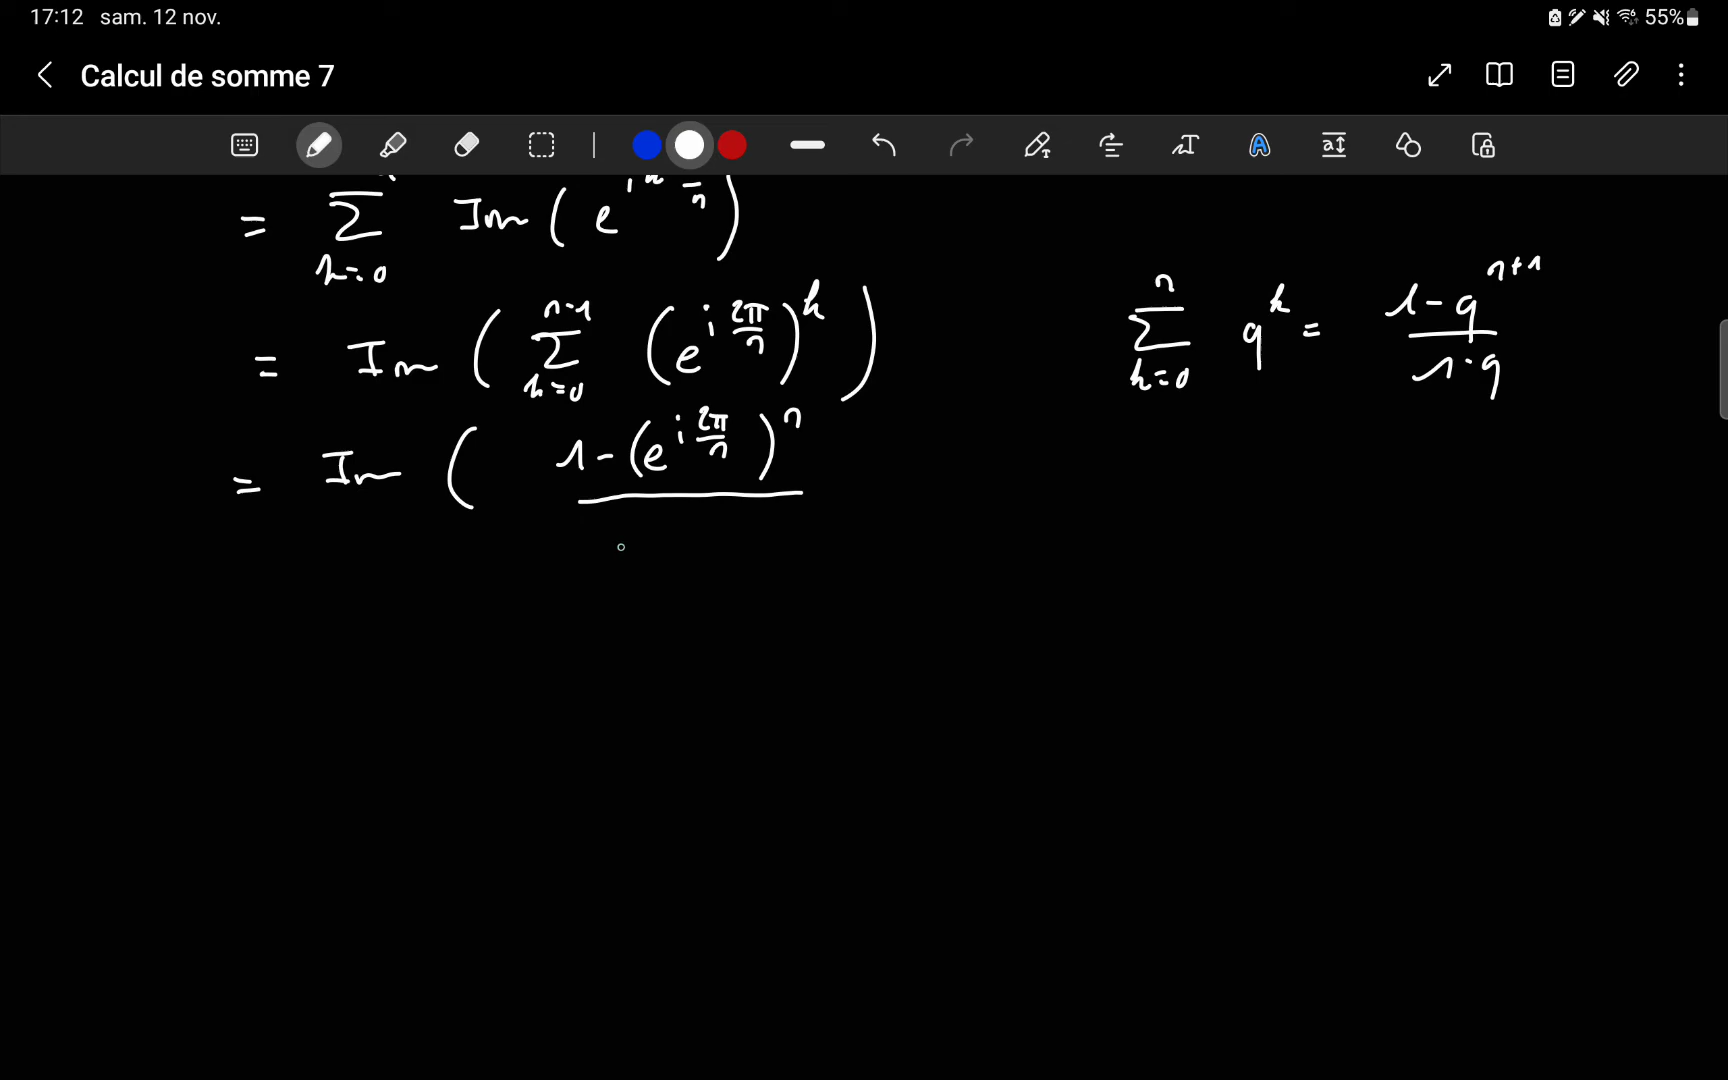 17:12 sam. 12 nov.
55%
Calcul de somme 7
= Σ Im ( e^{i k —/n} )
k=0
= Im ( Σ_{k=0}^{n-1} (e^{i 2π/n})^k )
Σ_{k=0}^{n} q^k = (1-q^{n+1})/(1-q)
= Im ( 1-(e^{i 2π/n})^n